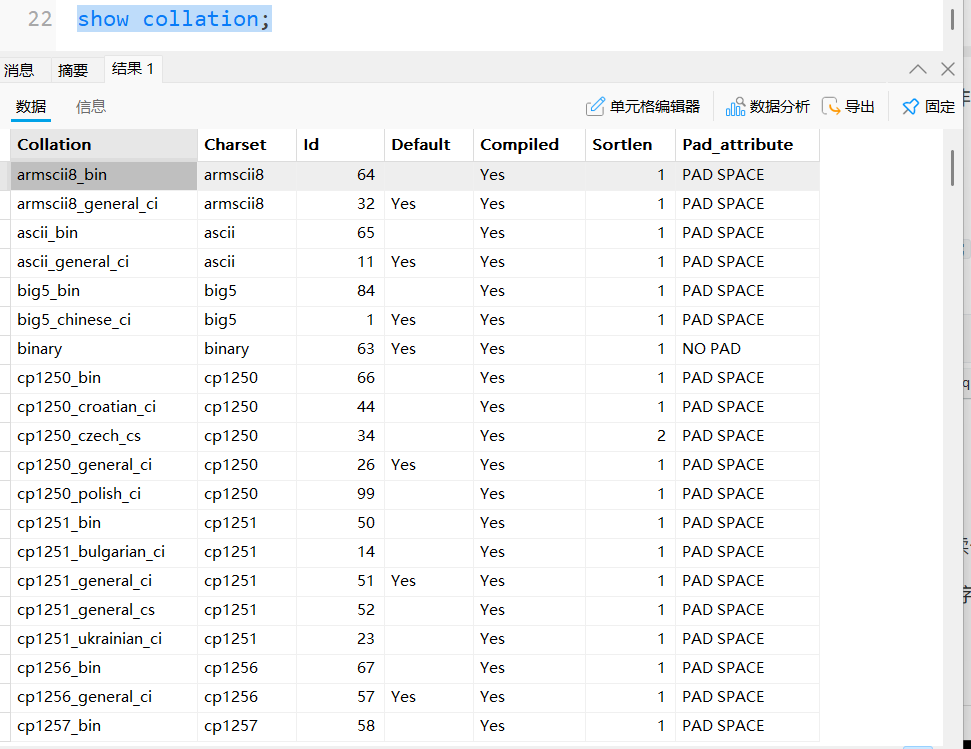 22 show collation;
消息 摘要 结果 1
数据 信息 单元格编辑器 数据分析 导出 固定
Collation Charset Id Default Compiled Sortlen Pad_attribute
armscii8_bin armscii8 64 Yes 1 PAD SPACE
armscii8_general_ci armscii8 32 Yes Yes 1 PAD SPACE
ascii_bin ascii 65 Yes 1 PAD SPACE
ascii_general_ci ascii 11 Yes Yes 1 PAD SPACE
big5_bin big5 84 Yes 1 PAD SPACE
big5_chinese_ci big5 1 Yes Yes 1 PAD SPACE
binary binary 63 Yes Yes 1 NO PAD
cp1250_bin cp1250 66 Yes 1 PAD SPACE
cp1250_croatian_ci cp1250 44 Yes 1 PAD SPACE
cp1250_czech_cs cp1250 34 Yes 2 PAD SPACE
cp1250_general_ci cp1250 26 Yes Yes 1 PAD SPACE
cp1250_polish_ci cp1250 99 Yes 1 PAD SPACE
cp1251_bin cp1251 50 Yes 1 PAD SPACE
cp1251_bulgarian_ci cp1251 14 Yes 1 PAD SPACE
cp1251_general_ci cp1251 51 Yes Yes 1 PAD SPACE
cp1251_general_cs cp1251 52 Yes 1 PAD SPACE
cp1251_ukrainian_ci cp1251 23 Yes 1 PAD SPACE
cp1256_bin cp1256 67 Yes 1 PAD SPACE
cp1256_general_ci cp1256 57 Yes Yes 1 PAD SPACE
cp1257_bin cp1257 58 Yes 1 PAD SPACE